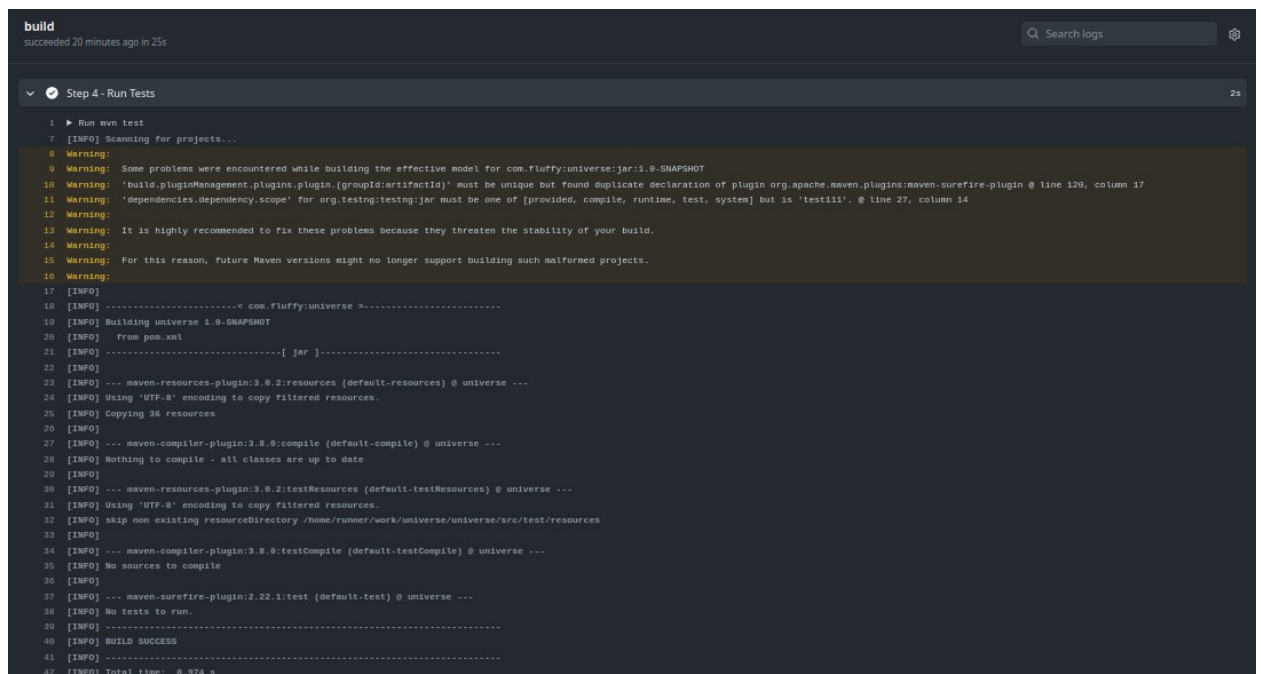 build
succeeded 20 minutes ago in 25s
Search logs
Step 4 - Run Tests 2s
1 ▶ Run mvn test
7 [INFO] Scanning for projects...
8 Warning:
9 Warning:  Some problems were encountered while building the effective model for com.fluffy:universe:jar:1.0-SNAPSHOT
10 Warning:  'build.pluginManagement.plugins.plugin.(groupId:artifactId)' must be unique but found duplicate declaration of plugin org.apache.maven.plugins:maven-surefire-plugin @ line 120, column 17
11 Warning:  'dependencies.dependency.scope' for org.testng:testng:jar must be one of [provided, compile, runtime, test, system] but is 'test111'. @ line 27, column 14
12 Warning:
13 Warning:  It is highly recommended to fix these problems because they threaten the stability of your build.
14 Warning:
15 Warning:  For this reason, future Maven versions might no longer support building such malformed projects.
16 Warning:
17 [INFO]
18 [INFO] ------------------------< com.fluffy:universe >-------------------------
19 [INFO] Building universe 1.0-SNAPSHOT
20 [INFO]   from pom.xml
21 [INFO] --------------------------------[ jar ]---------------------------------
22 [INFO]
23 [INFO] --- maven-resources-plugin:3.0.2:resources (default-resources) @ universe ---
24 [INFO] Using 'UTF-8' encoding to copy filtered resources.
25 [INFO] Copying 36 resources
26 [INFO]
27 [INFO] --- maven-compiler-plugin:3.8.0:compile (default-compile) @ universe ---
28 [INFO] Nothing to compile - all classes are up to date
29 [INFO]
30 [INFO] --- maven-resources-plugin:3.0.2:testResources (default-testResources) @ universe ---
31 [INFO] Using 'UTF-8' encoding to copy filtered resources.
32 [INFO] skip non existing resourceDirectory /home/runner/work/universe/universe/src/test/resources
33 [INFO]
34 [INFO] --- maven-compiler-plugin:3.8.0:testCompile (default-testCompile) @ universe ---
35 [INFO] No sources to compile
36 [INFO]
37 [INFO] --- maven-surefire-plugin:2.22.1:test (default-test) @ universe ---
38 [INFO] No tests to run.
39 [INFO] ------------------------------------------------------------------------
40 [INFO] BUILD SUCCESS
41 [INFO] ------------------------------------------------------------------------
42 [INFO] Total time:  0.974 s